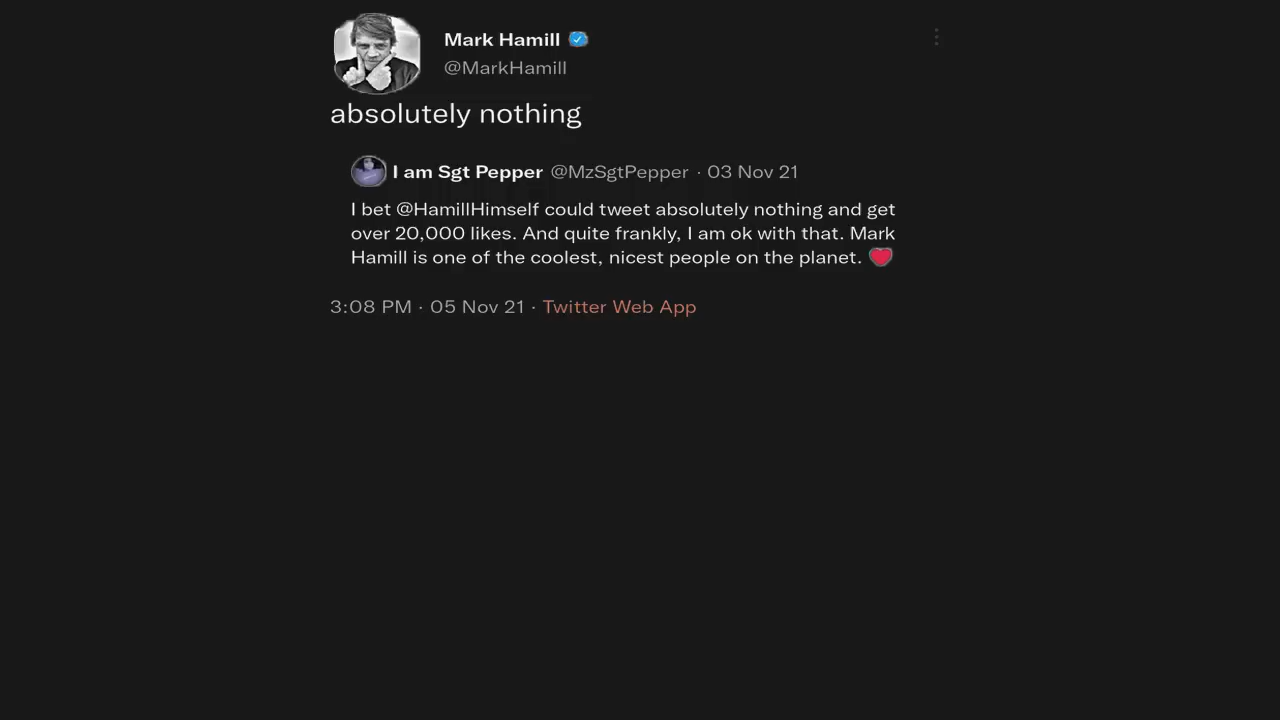 Mark Hamill
@MarkHamill
absolutely nothing
I am Sgt Pepper @MzSgtPepper · 03 Nov 21
I bet @HamillHimself could tweet absolutely nothing and get
over 20,000 likes. And quite frankly, I am ok with that. Mark
Hamill is one of the coolest, nicest people on the planet. ❤️
3:08 PM · 05 Nov 21 · Twitter Web App